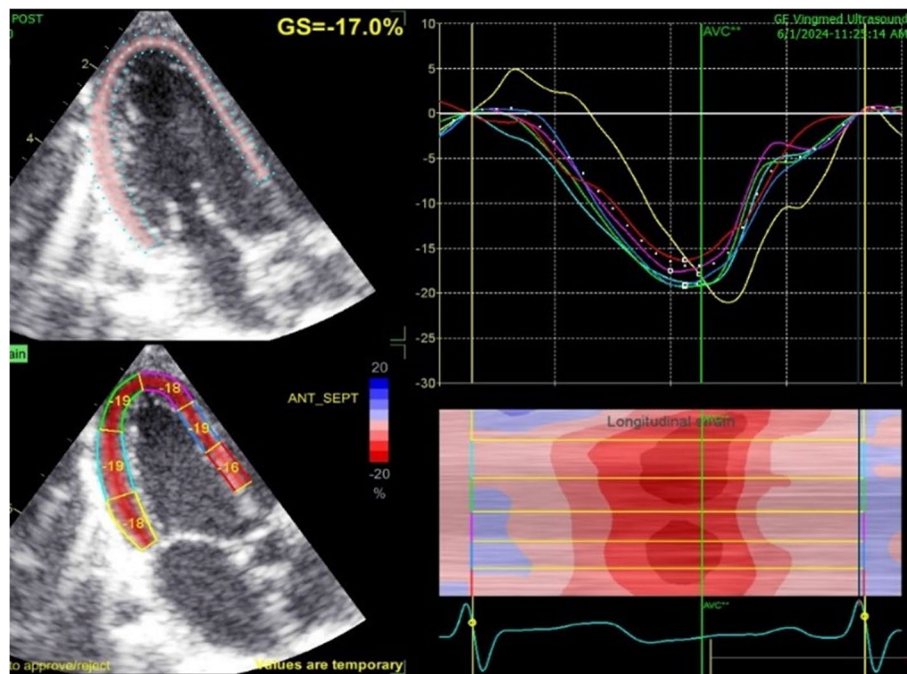 POST
GS=-17.0%
2
4
10
5
0
-5
-10
-15
-20
-25
-30
AVC**
GE Vingmed Ultrasound
6/1/2024-11:25:14 AM
ain
-18
-19
-19
-19
-16
-18
ANT_SEPT
20
-20
%
to approve/reject
Values are temporary
Longitudinal
AVC**